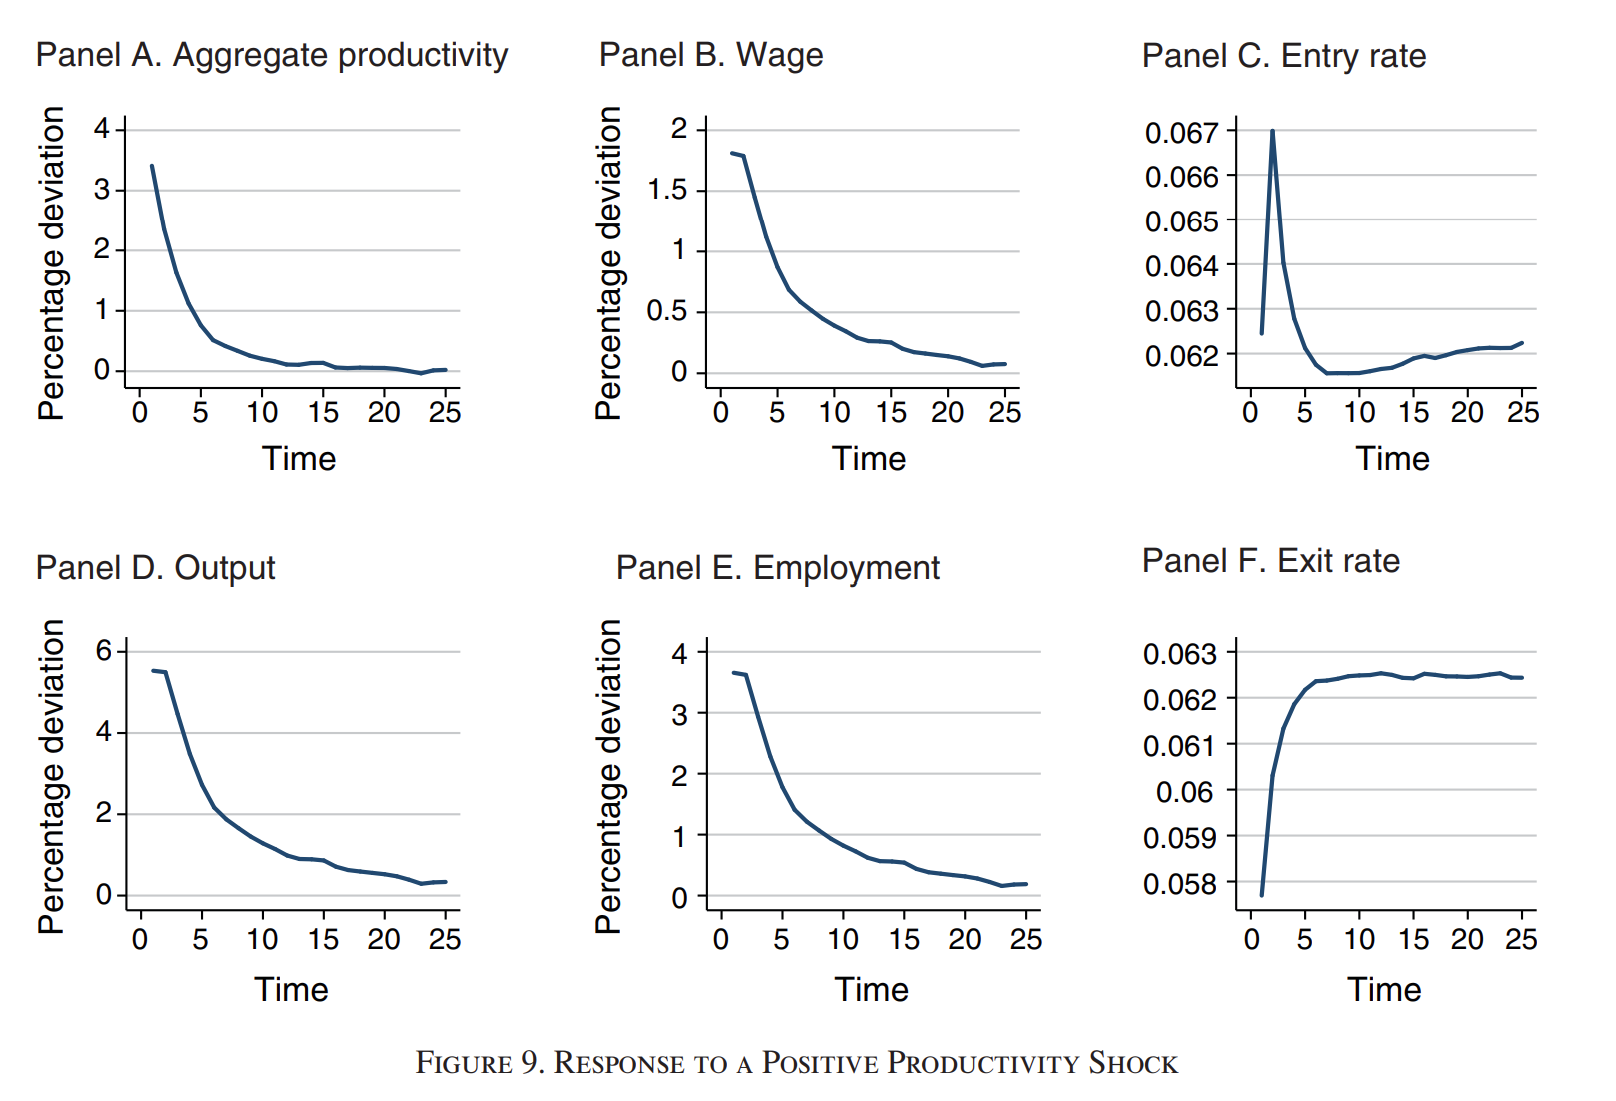 Panel A. Aggregate productivity
Percentage deviation
4
3
2
1
0
0 5 10 15 20 25
Time
Panel B. Wage
Percentage deviation
2
1.5
1
0.5
0
0 5 10 15 20 25
Time
Panel C. Entry rate
0.067
0.066
0.065
0.064
0.063
0.062
0 5 10 15 20 25
Time
Panel D. Output
Percentage deviation
6
4
2
0
0 5 10 15 20 25
Time
Panel E. Employment
Percentage deviation
4
3
2
1
0
0 5 10 15 20 25
Time
Panel F. Exit rate
0.063
0.062
0.061
0.06
0.059
0.058
0 5 10 15 20 25
Time
Figure 9. Response to a Positive Productivity Shock